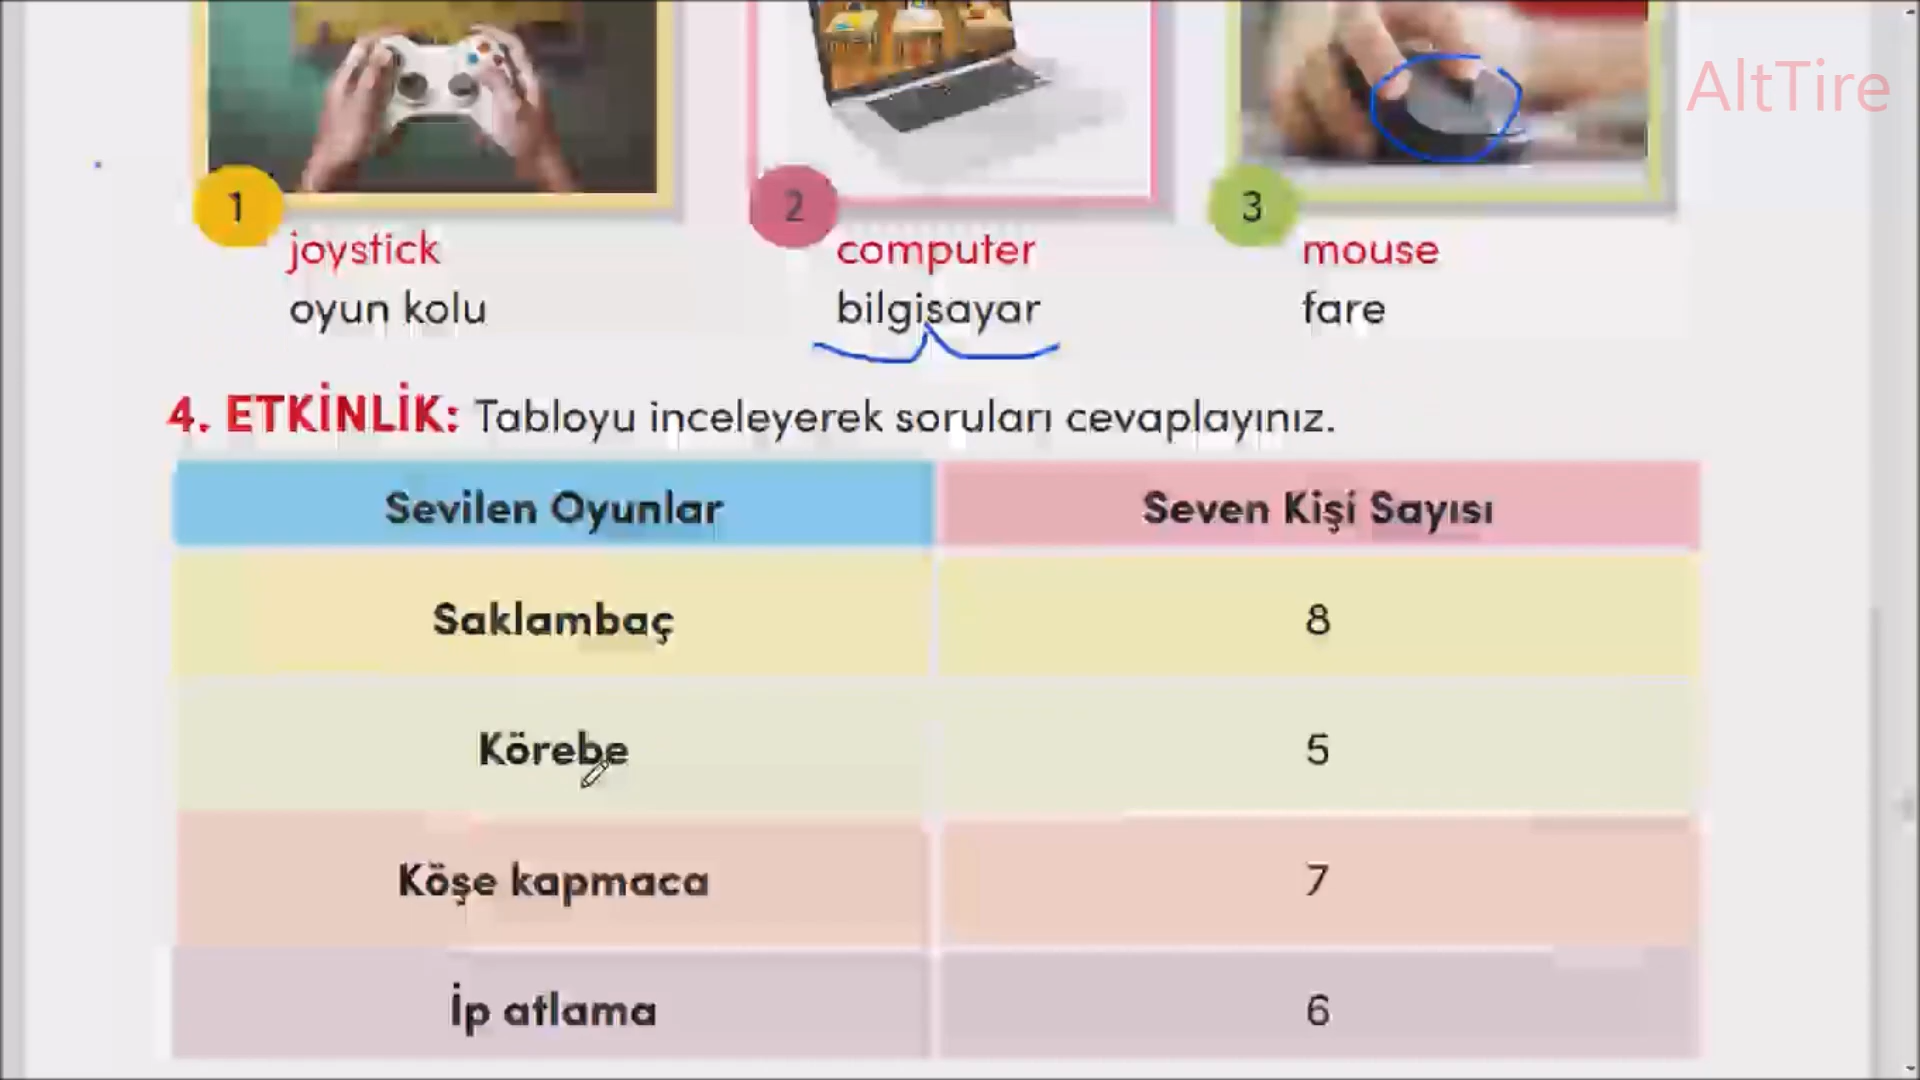 AltTire
1 2 3
joystick computer mouse
oyun kolu bilgisayar fare
4. ETKİNLİK: Tabloyu inceleyerek soruları cevaplayınız.
Sevilen Oyunlar Seven Kişi Sayısı
Saklambaç 8
Körebe 5
Köşe kapmaca 7
İp atlama 6